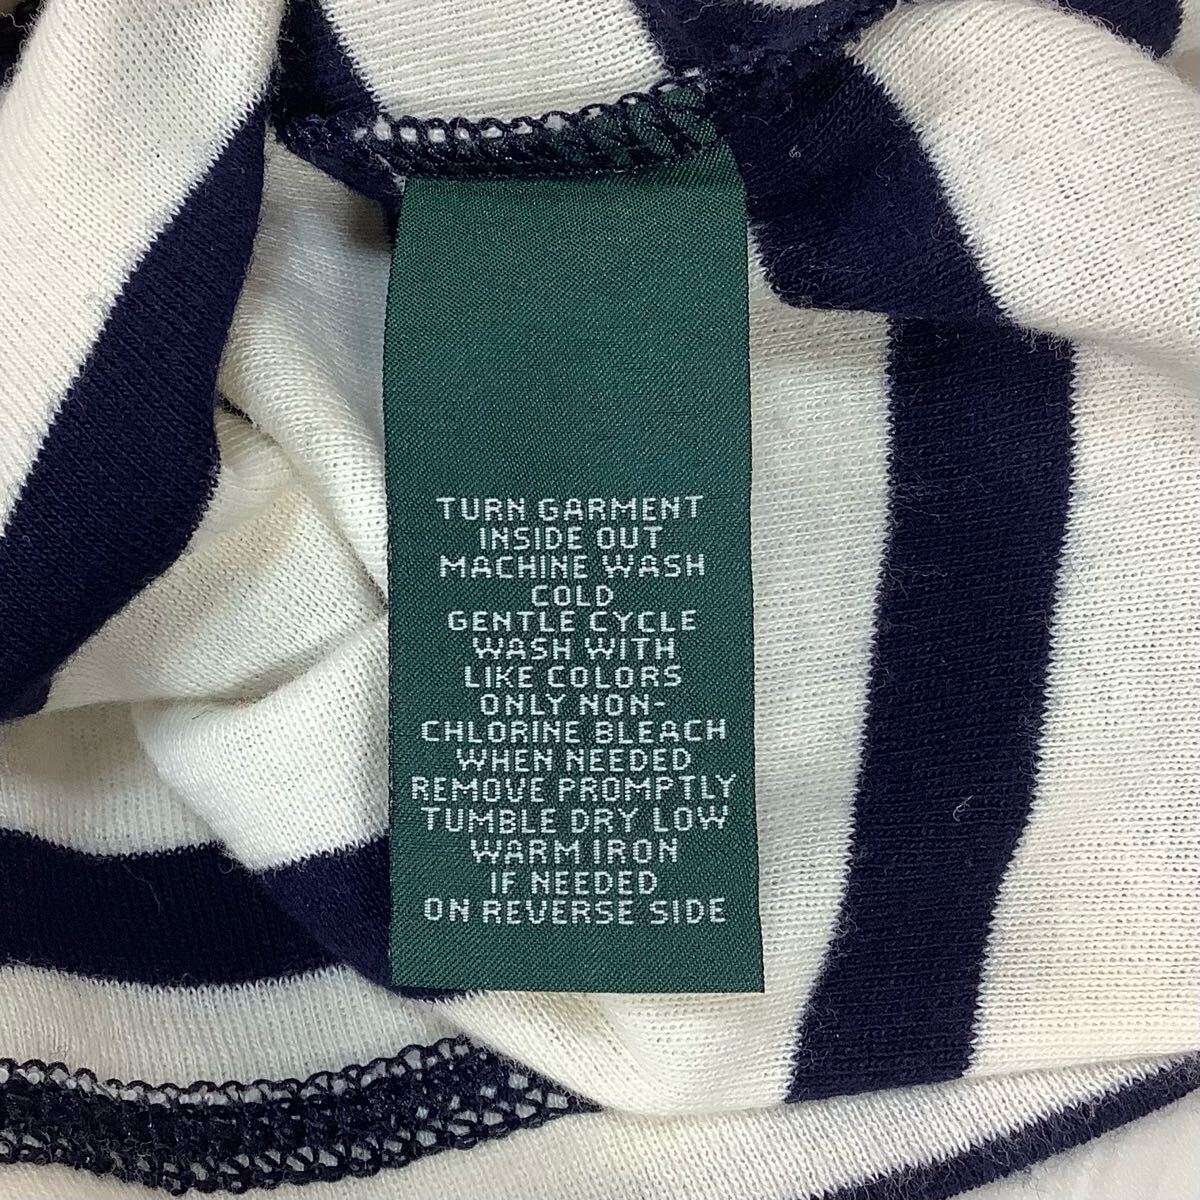 TURN GARMENT
INSIDE OUT
MACHINE WASH
COLD
GENTLE CYCLE
WASH WITH
LIKE COLORS
ONLY NON-
CHLORINE BLEACH
WHEN NEEDED
REMOVE PROMPTLY
TUMBLE DRY LOW
WARM IRON
IF NEEDED
ON REVERSE SIDE